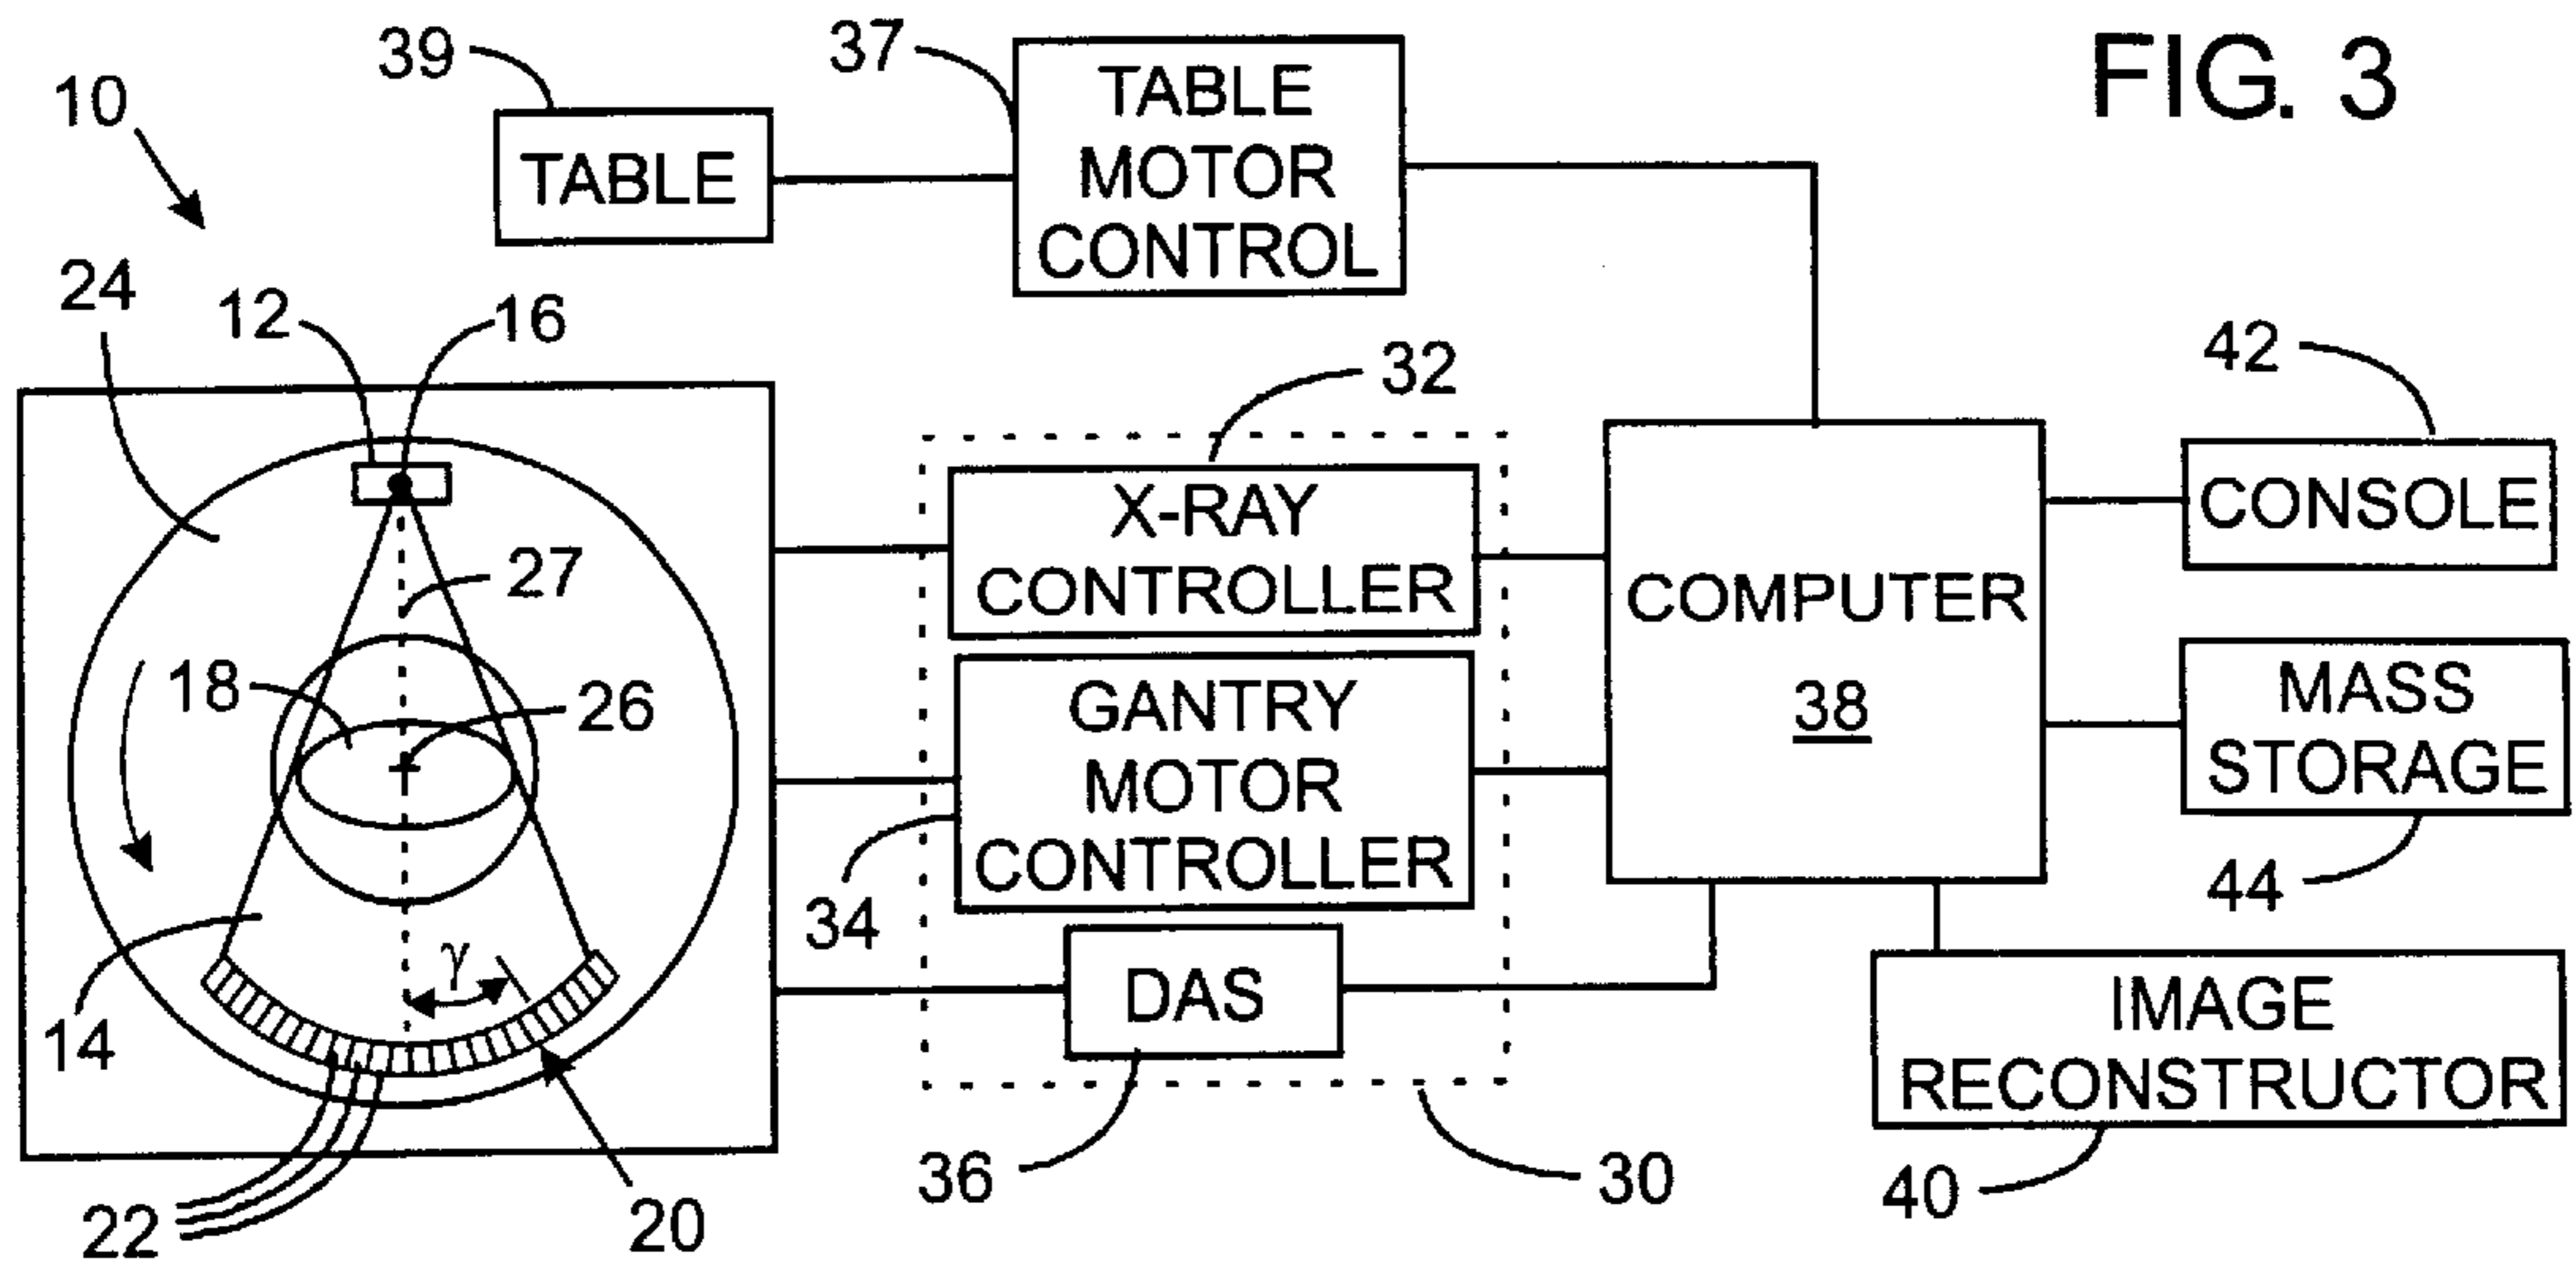 FIG. 3
10
39
TABLE
37
TABLE
MOTOR
CONTROL
24
12
16
27
18
26
14
γ
22
20
32
X-RAY
CONTROLLER
GANTRY
MOTOR
CONTROLLER
34
DAS
36
30
COMPUTER
38
42
CONSOLE
MASS
STORAGE
44
IMAGE
RECONSTRUCTOR
40